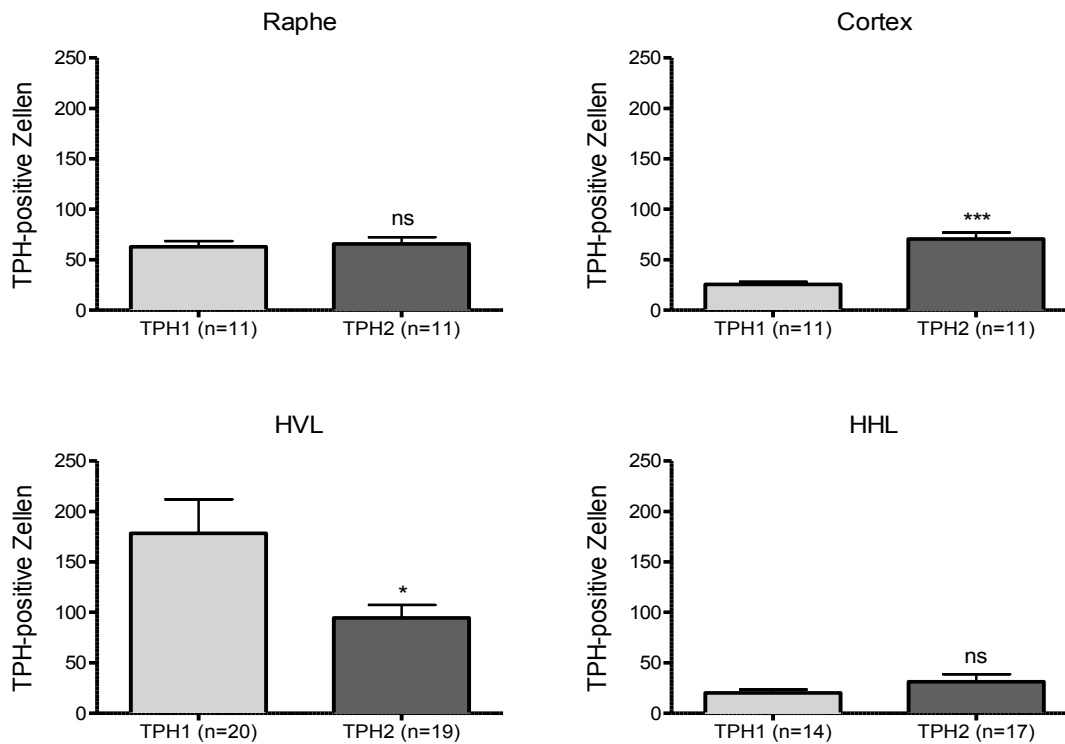 Raphe
TPH-positive Zellen
250
200
150
100
50
0
ns
TPH1 (n=11)
TPH2 (n=11)
Cortex
TPH-positive Zellen
250
200
150
100
50
0
***
TPH1 (n=11)
TPH2 (n=11)
HVL
TPH-positive Zellen
250
200
150
100
50
0
*
TPH1 (n=20)
TPH2 (n=19)
HHL
TPH-positive Zellen
250
200
150
100
50
0
ns
TPH1 (n=14)
TPH2 (n=17)